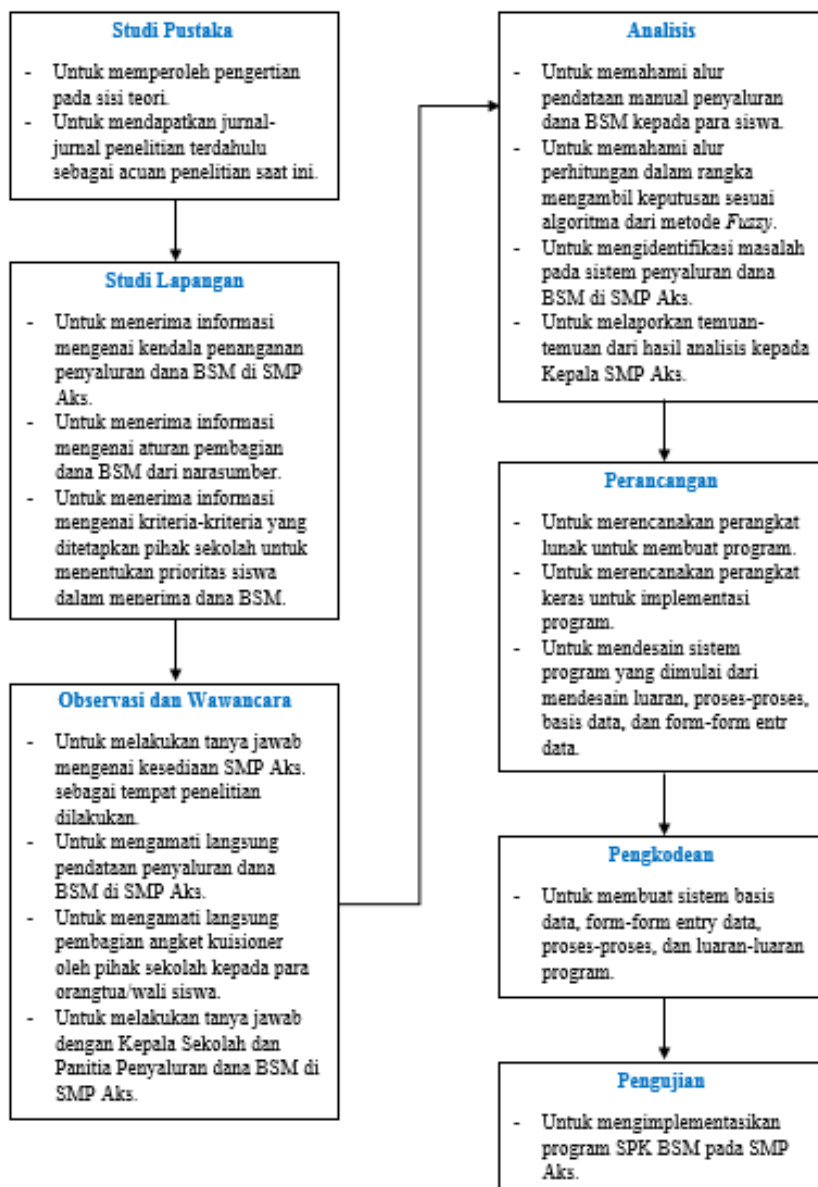 Studi Pustaka
- Untuk memperoleh pengertian
pada sisi teori.
- Untuk mendapatkan jurnal-
jurnal penelitian terdahulu
sebagai acuan penelitian saat ini.
Studi Lapangan
- Untuk menerima informasi
mengenai kendala penanganan
penyaluran dana BSM di SMP
Aks.
- Untuk menerima informasi
mengenai aturan pembagian
dana BSM dari narasumber.
- Untuk menerima informasi
mengenai kriteria-kriteria yang
ditetapkan pihak sekolah untuk
menentukan prioritas siswa
dalam menerima dana BSM.
Observasi dan Wawancara
- Untuk melakukan tanya jawab
mengenai kesediaan SMP Aks.
sebagai tempat penelitian
dilakukan.
- Untuk mengamati langsung
pendataan penyaluran dana
BSM di SMP Aks.
- Untuk mengamati langsung
pembagian angket kuisioner
oleh pihak sekolah kepada para
orangtua/wali siswa.
- Untuk melakukan tanya jawab
dengan Kepala Sekolah dan
Panitia Penyaluran dana BSM di
SMP Aks.
Analisis
- Untuk memahami alur
pendataan manual penyaluran
dana BSM kepada para siswa.
- Untuk memahami alur
perhitungan dalam rangka
mengambil keputusan sesuai
algoritma dari metode Fuzzy.
- Untuk mengidentifikasi masalah
pada sistem penyaluran dana
BSM di SMP Aks.
- Untuk melaporkan temuan-
temuan dari hasil analisis kepada
Kepala SMP Aks.
Perancangan
- Untuk merencanakan perangkat
lunak untuk membuat program.
- Untuk merencanakan perangkat
keras untuk implementasi
program.
- Untuk mendesain sistem
program yang dimulai dari
mendesain luaran, proses-proses,
basis data, dan form-form entr
data.
Pengkodean
- Untuk membuat sistem basis
data, form-form entry data,
proses-proses, dan luaran-luaran
program.
Pengujian
- Untuk mengimplementasikan
program SPK BSM pada SMP
Aks.